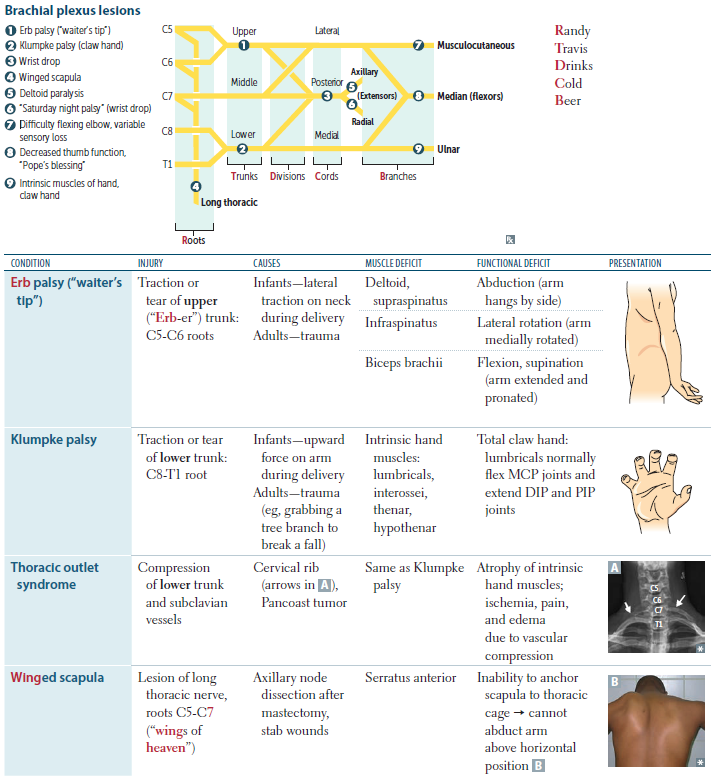 Brachial plexus lesions
1 Erb palsy ("waiter's tip")
2 Klumpke palsy (claw hand)
3 Wrist drop
4 Winged scapula
5 Deltoid paralysis
6 "Saturday night palsy" (wrist drop)
7 Difficulty flexing elbow, variable
sensory loss
8 Decreased thumb function,
"Pope's blessing"
9 Intrinsic muscles of hand,
claw hand
C5
C6
C7
C8
T1
Upper
1
Middle
Lower
2
Lateral
Posterior
3
Medial
Axillary
5
(Extensors)
6
Radial
7 Musculocutaneous
8 Median (flexors)
9 Ulnar
4
Long thoracic
Trunks
Divisions
Cords
Branches
Roots
Randy
Travis
Drinks
Cold
Beer
Rx
CONDITION
INJURY
CAUSES
MUSCLE DEFICIT
FUNCTIONAL DEFICIT
PRESENTATION
Erb palsy ("waiter's
tip")
Traction or
tear of upper
("Erb-er") trunk:
C5-C6 roots
Infants—lateral
traction on neck
during delivery
Adults—trauma
Deltoid,
supraspinatus
Abduction (arm
hangs by side)
Infraspinatus
Lateral rotation (arm
medially rotated)
Biceps brachii
Flexion, supination
(arm extended and
pronated)
Klumpke palsy
Traction or tear
of lower trunk:
C8-T1 root
Infants—upward
force on arm
during delivery
Adults—trauma
(eg, grabbing a
tree branch to
break a fall)
Intrinsic hand
muscles:
lumbricals,
interossei,
thenar,
hypothenar
Total claw hand:
lumbricals normally
flex MCP joints and
extend DIP and PIP
joints
Thoracic outlet
syndrome
Compression
of lower trunk
and subclavian
vessels
Cervical rib
(arrows in A),
Pancoast tumor
Same as Klumpke
palsy
Atrophy of intrinsic
hand muscles;
ischemia, pain,
and edema
due to vascular
compression
A
C5
C6
C7
T1
*
Winged scapula
Lesion of long
thoracic nerve,
roots C5-C7
("wings of
heaven")
Axillary node
dissection after
mastectomy,
stab wounds
Serratus anterior
Inability to anchor
scapula to thoracic
cage → cannot
abduct arm
above horizontal
position B
B
*